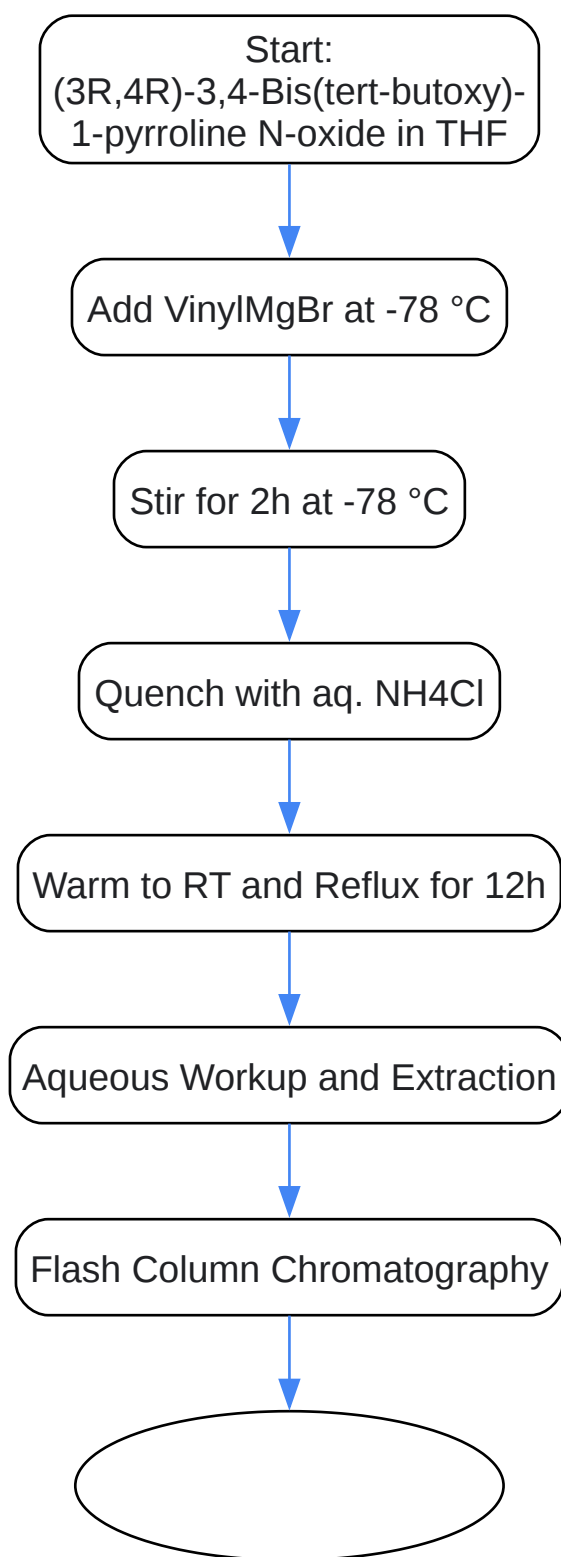 Start:
(3R,4R)-3,4-Bis(tert-butoxy)-
1-pyrroline N-oxide in THF
Add VinylMgBr at -78 °C
Stir for 2h at -78 °C
Quench with aq. NH4Cl
Warm to RT and Reflux for 12h
Aqueous Workup and Extraction
Flash Column Chromatography